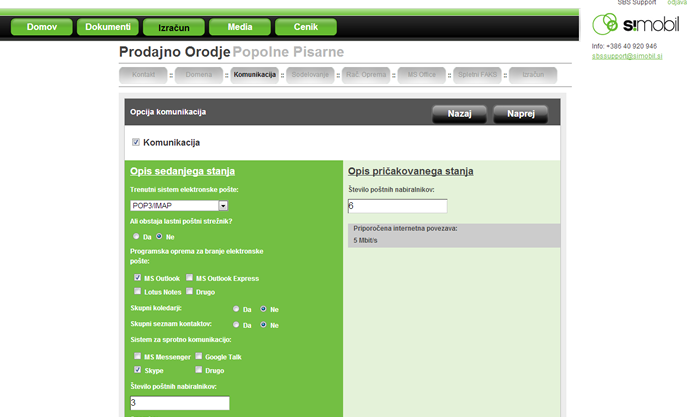 SBS Support odjava
Domov Dokumenti Izračun Media Cenik
si.mobil
Info: +386 40 920 946
sbssupport@simobil.si
Prodajno Orodje Popolne Pisarne
Kontakt :: Domena :: Komunikacija :: Sodelovanje :: Rač. Oprema :: MS Office :: Spletni FAKS :: Izračun
Opcija komunikacija Nazaj Naprej
Komunikacija
Opis sedanjega stanja
Trenutni sistem elektronske pošte:
POP3/IMAP
Ali obstaja lastni poštni strežnik?
Da Ne
Programska oprema za branje elektronske
pošte:
MS Outlook MS Outlook Express
Lotus Notes Drugo
Skupni koledarji: Da Ne
Skupni seznam kontaktov: Da Ne
Sistem za sprotno komunikacijo:
MS Messenger Google Talk
Skype Drugo
Število poštnih nabiralnikov:
3
Opis pričakovanega stanja
Število poštnih nabiralnikov:
6
Priporočena internetna povezava:
5 Mbit/s